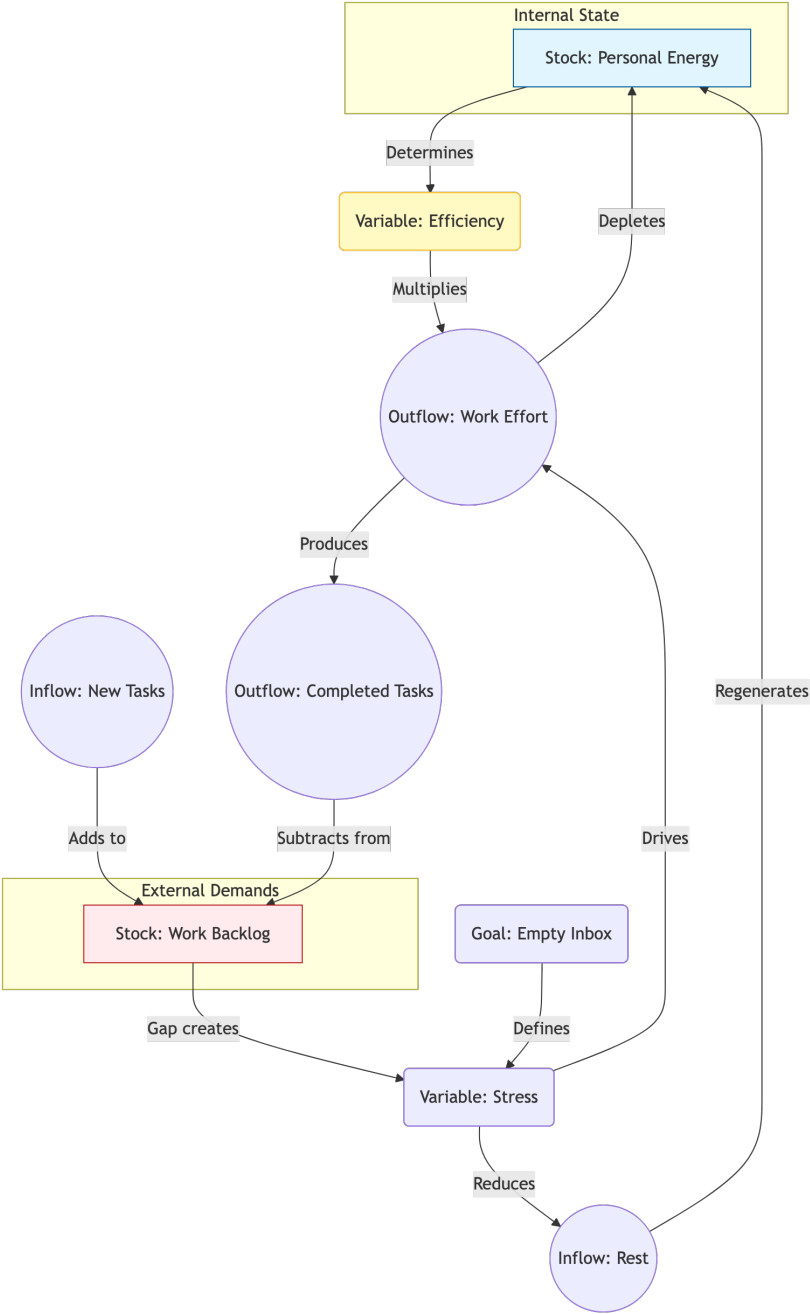 Internal State
Stock: Personal Energy
Determines
Variable: Efficiency
Depletes
Multiplies
Outflow: Work Effort
Produces
Inflow: New Tasks
Outflow: Completed Tasks
Regenerates
Adds to
Subtracts from
Drives
External Demands
Stock: Work Backlog
Goal: Empty Inbox
Gap creates
Defines
Variable: Stress
Reduces
Inflow: Rest